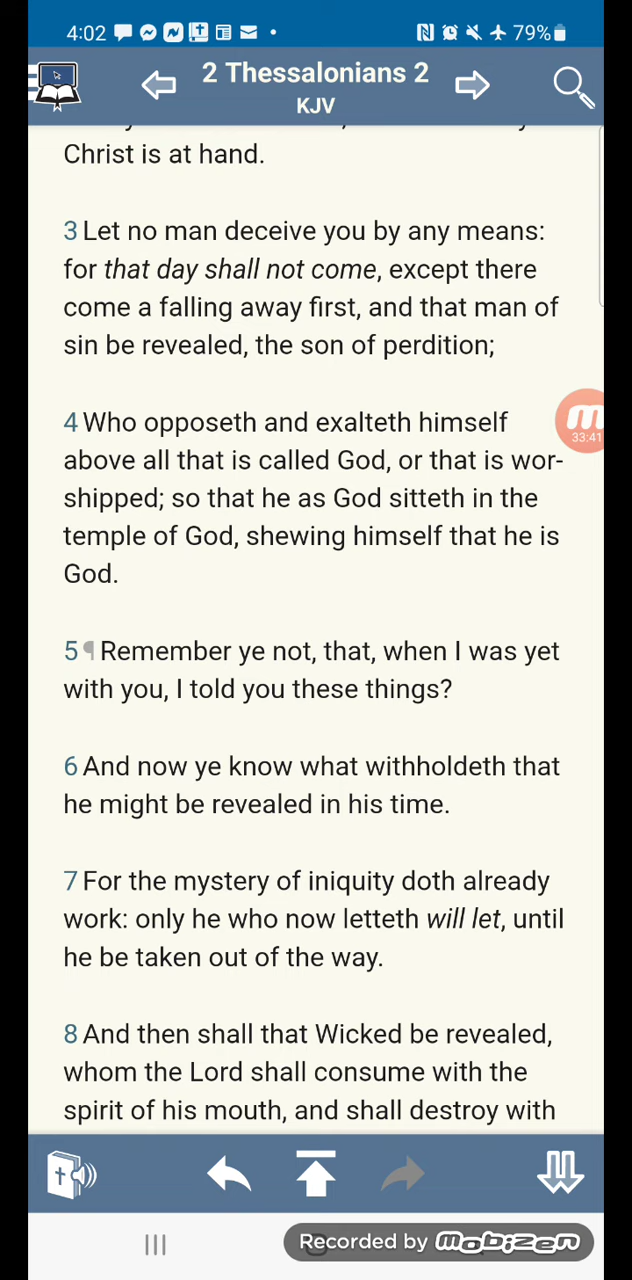 4:02
79%
2 Thessalonians 2
KJV
Christ is at hand.
3 Let no man deceive you by any means:
for that day shall not come, except there
come a falling away first, and that man of
sin be revealed, the son of perdition;
4 Who opposeth and exalteth himself
above all that is called God, or that is wor-
shipped; so that he as God sitteth in the
temple of God, shewing himself that he is
God.
33:41
5 ¶ Remember ye not, that, when I was yet
with you, I told you these things?
6 And now ye know what withholdeth that
he might be revealed in his time.
7 For the mystery of iniquity doth already
work: only he who now letteth will let, until
he be taken out of the way.
8 And then shall that Wicked be revealed,
whom the Lord shall consume with the
spirit of his mouth, and shall destroy with
Recorded by mobizen